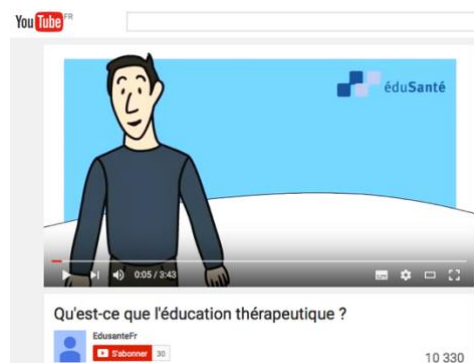 YouTube FR
éduSanté
0:05 / 3:43
Qu'est-ce que l'éducation thérapeutique ?
EdusanteFr
S'abonner 30
10 330